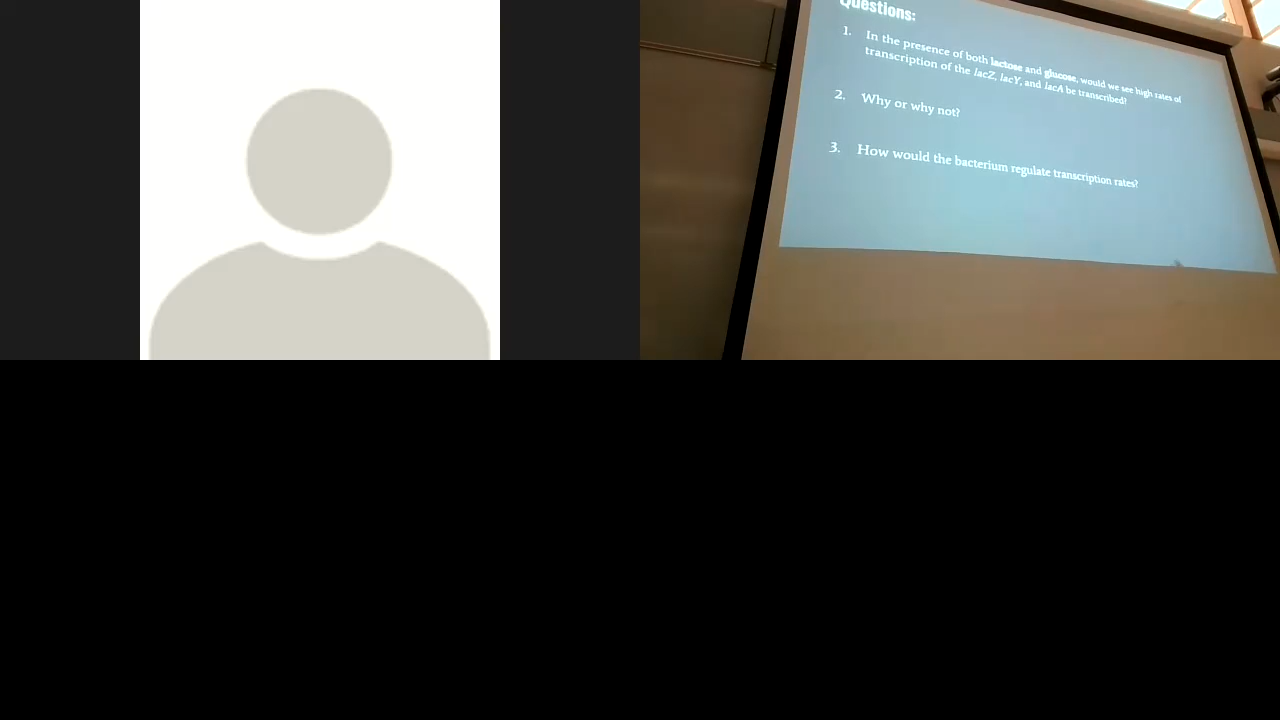 Questions:
1. In the presence of both lactose and glucose, would we see high rates of
transcription of the lacZ, lacY, and lacA be transcribed?
2. Why or why not?
3. How would the bacterium regulate transcription rates?